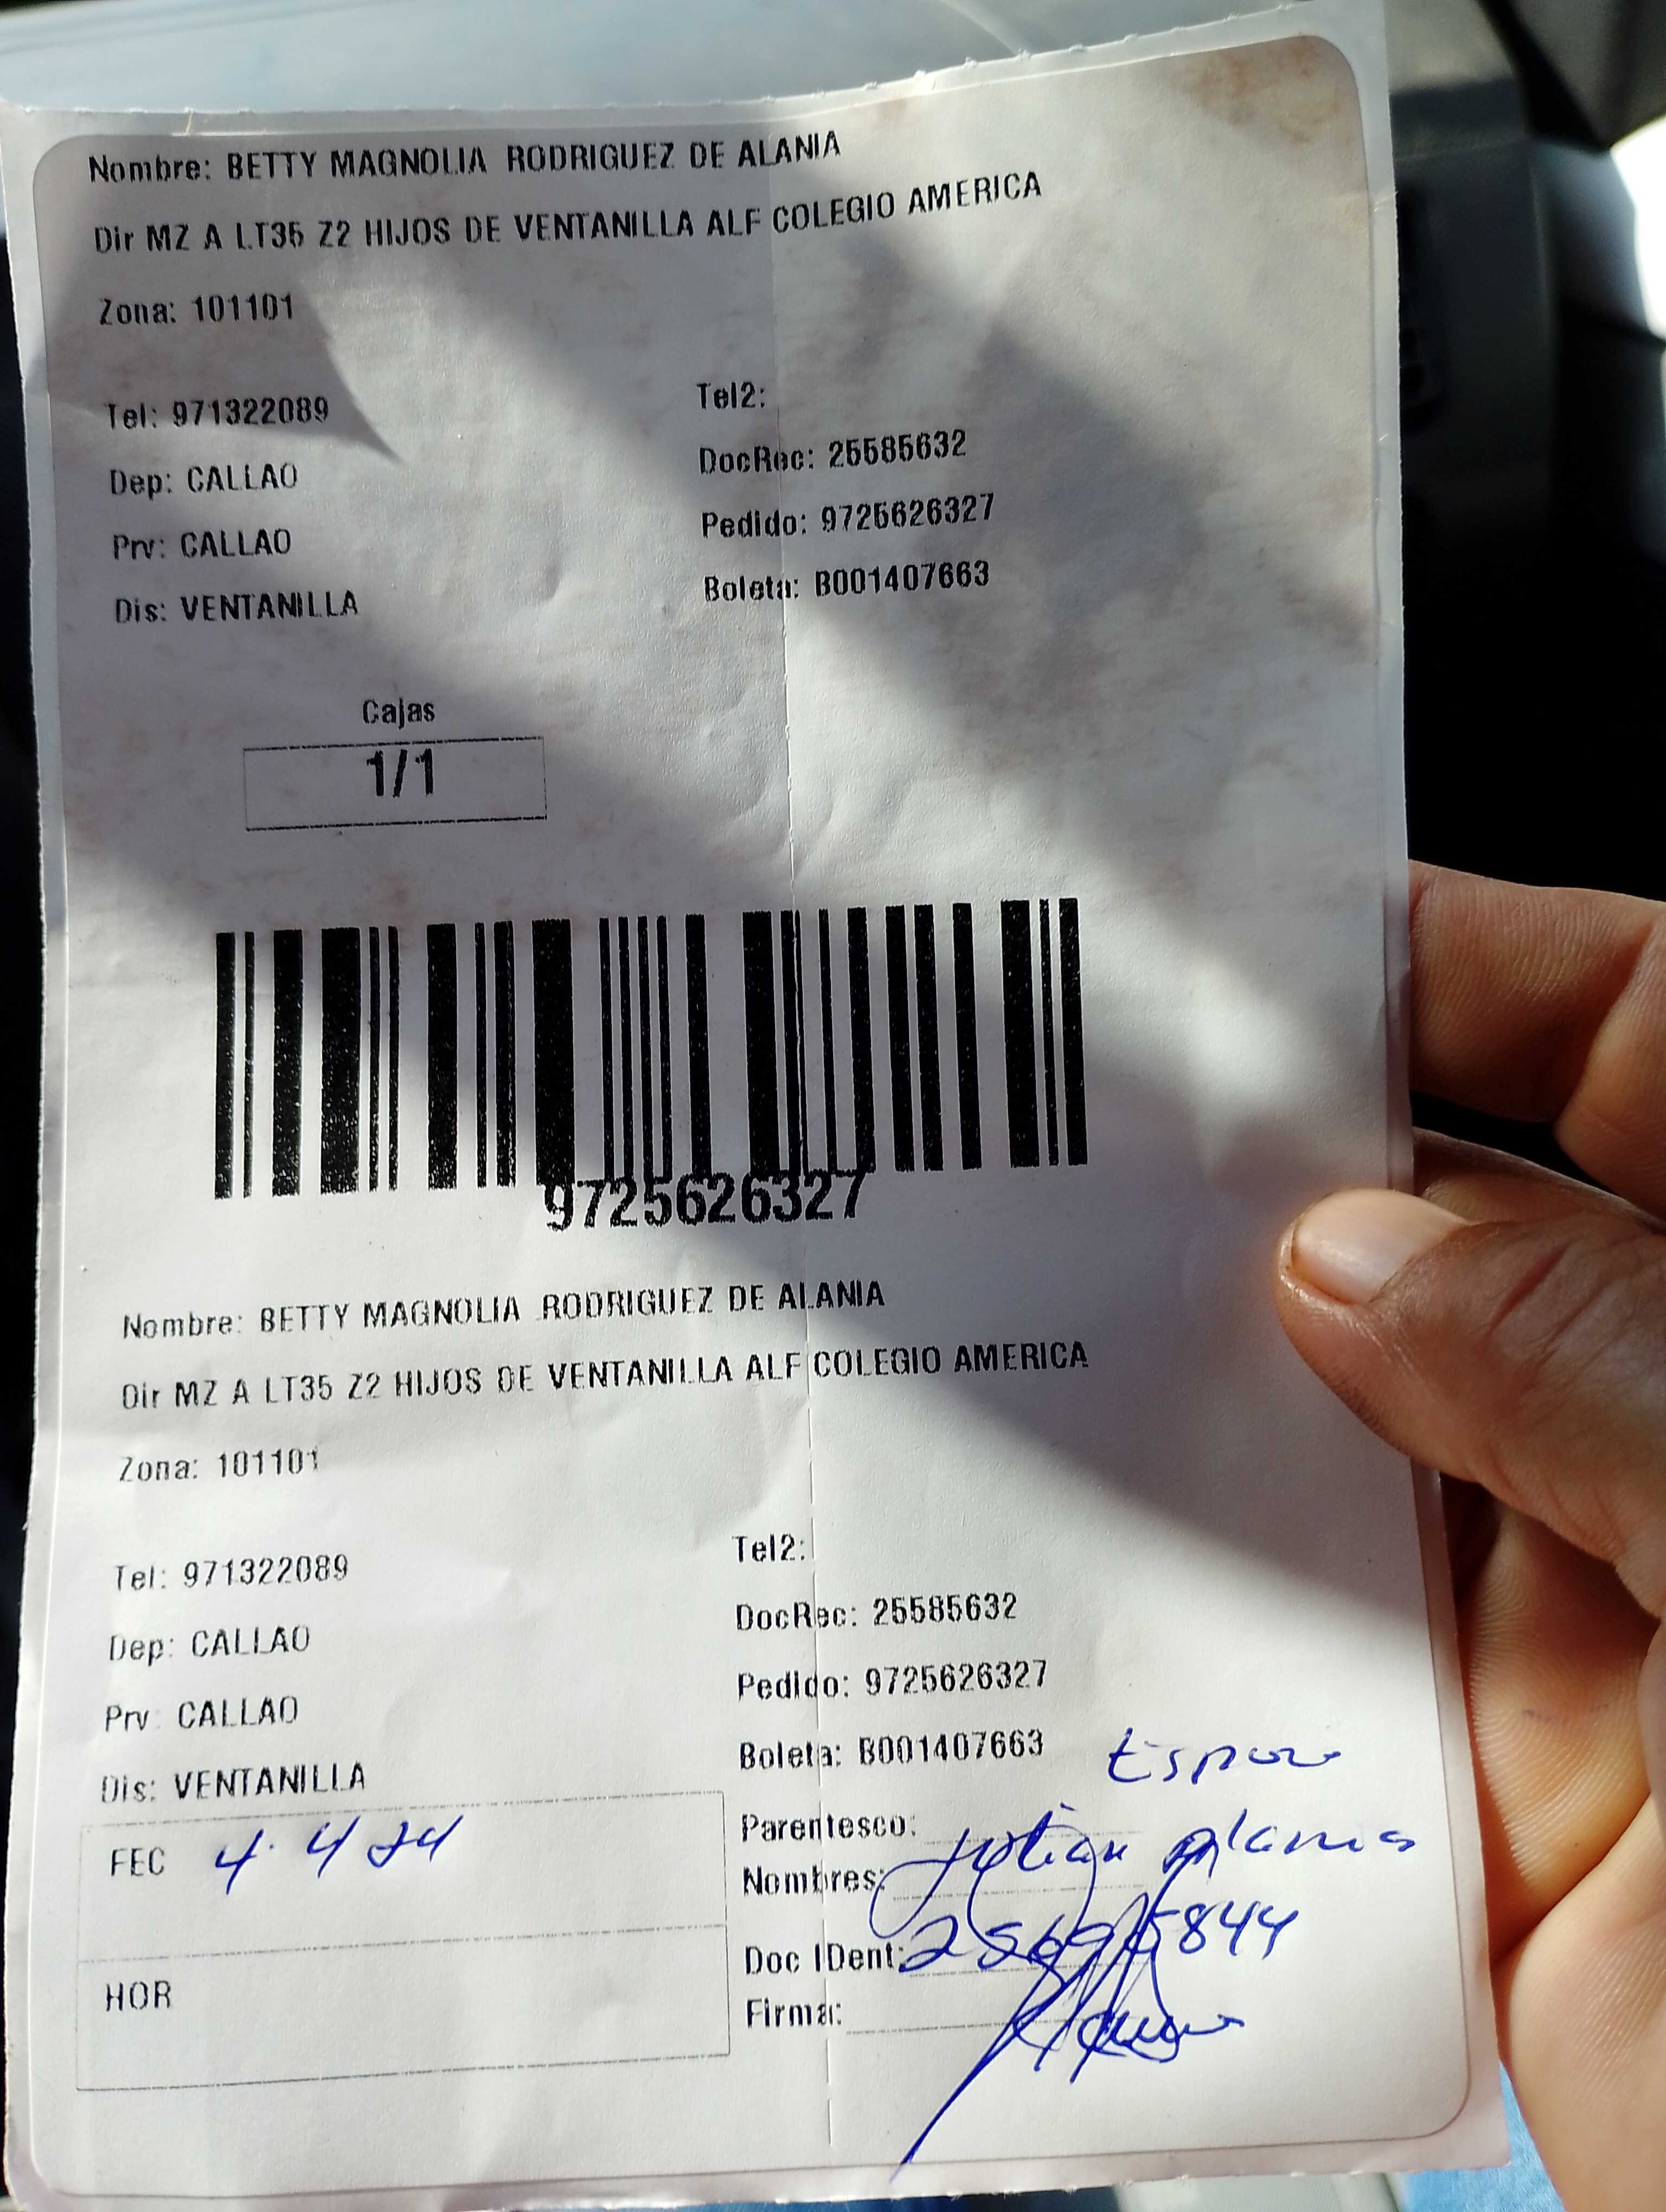 Nombre: BETTY MAGNOLIA RODRIGUEZ DE ALANIA
Dir MZ A LT35 Z2 HIJOS DE VENTANILLA ALF COLEGIO AMERICA
Zona: 101101
Tel: 971322089
Tel2:
Dep: CALLAO
DocRec: 25585632
Prv: CALLAO
Pedido: 9725626327
Dis: VENTANILLA
Boleta: B001407663
Cajas
1/1
9725626327
Nombre: BETTY MAGNOLIA RODRIGUEZ DE ALANIA
Dir MZ A LT35 Z2 HIJOS DE VENTANILLA ALF COLEGIO AMERICA
Zona: 101101
Tel: 971322089
Tel2:
Dep: CALLAO
DocRec: 25585632
Prv: CALLAO
Pedido: 9725626327
Dis: VENTANILLA
Boleta: B001407663
FEC 4. 4 24
Parentesco: Esposo
Nombres: Julian Alania
Doc IDent:
HOR
Firma: